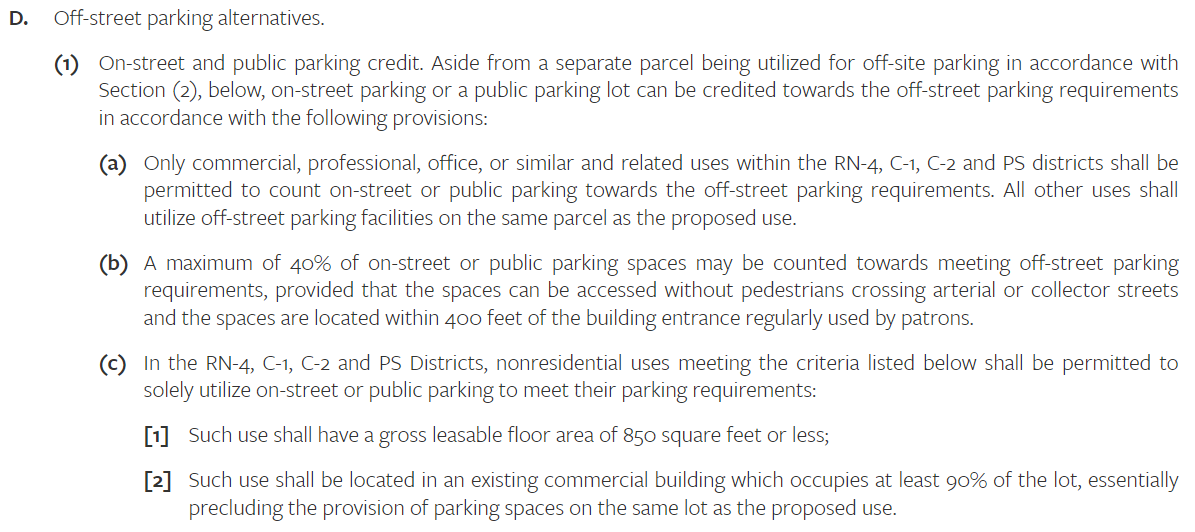 D. Off-street parking alternatives.
(1) On-street and public parking credit. Aside from a separate parcel being utilized for off-site parking in accordance with
Section (2), below, on-street parking or a public parking lot can be credited towards the off-street parking requirements
in accordance with the following provisions:
(a) Only commercial, professional, office, or similar and related uses within the RN-4, C-1, C-2 and PS districts shall be
permitted to count on-street or public parking towards the off-street parking requirements. All other uses shall
utilize off-street parking facilities on the same parcel as the proposed use.
(b) A maximum of 40% of on-street or public parking spaces may be counted towards meeting off-street parking
requirements, provided that the spaces can be accessed without pedestrians crossing arterial or collector streets
and the spaces are located within 400 feet of the building entrance regularly used by patrons.
(c) In the RN-4, C-1, C-2 and PS Districts, nonresidential uses meeting the criteria listed below shall be permitted to
solely utilize on-street or public parking to meet their parking requirements:
[1] Such use shall have a gross leasable floor area of 850 square feet or less;
[2] Such use shall be located in an existing commercial building which occupies at least 90% of the lot, essentially
precluding the provision of parking spaces on the same lot as the proposed use.